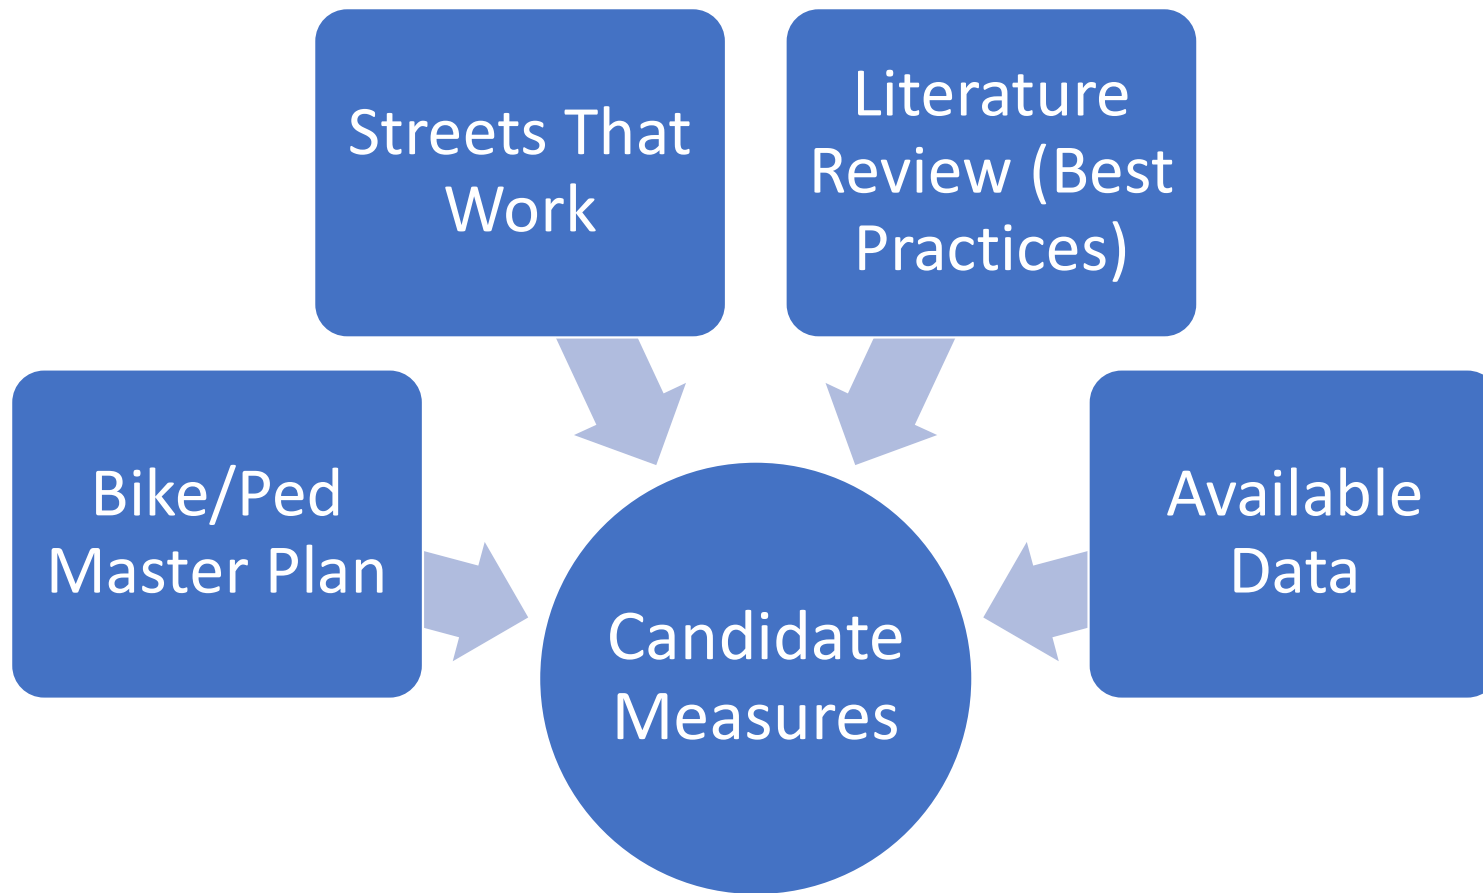 Streets That
Work
Literature
Review (Best
Practices)
Bike/Ped
Master Plan
Available
Data
Candidate
Measures